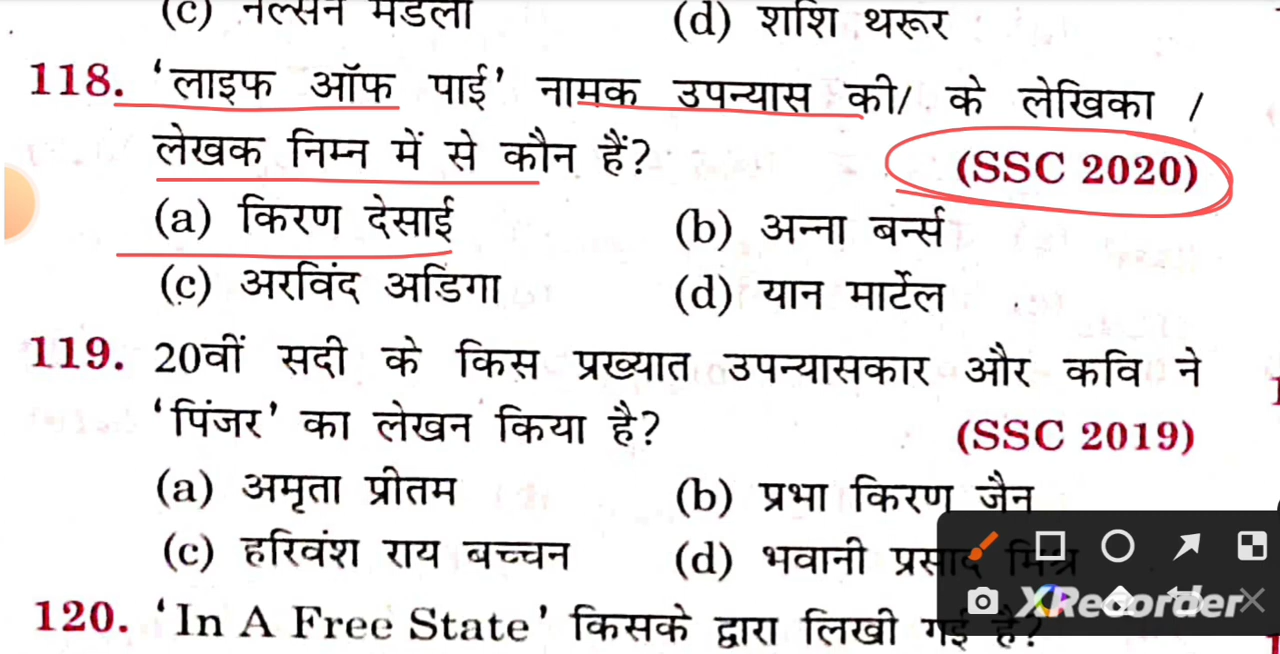 (c) नेल्सन मंडेला (d) शशि थरूर
118. ‘लाइफ ऑफ पाई’ नामक उपन्यास की/ के लेखिका /
लेखक निम्न में से कौन हैं? (SSC 2020)
(a) किरण देसाई (b) अन्ना बर्न्स
(c) अरविंद अडिगा (d) यान मार्टेल
119. 20वीं सदी के किस प्रख्यात उपन्यासकार और कवि ने
‘पिंजर’ का लेखन किया है? (SSC 2019)
(a) अमृता प्रीतम (b) प्रभा किरण जैन
(c) हरिवंश राय बच्चन (d) भवानी प्रसाद मिश्र
120. ‘In A Free State’ किसके द्वारा लिखी गई है?
XRecorder